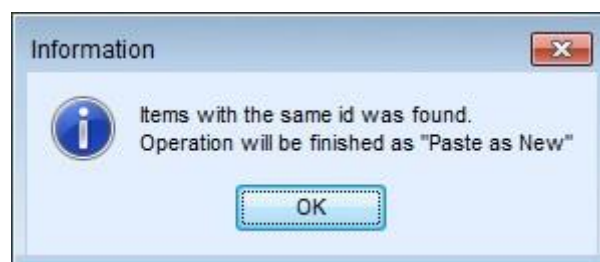 Information
Items with the same id was found.
Operation will be finished as "Paste as New"
OK